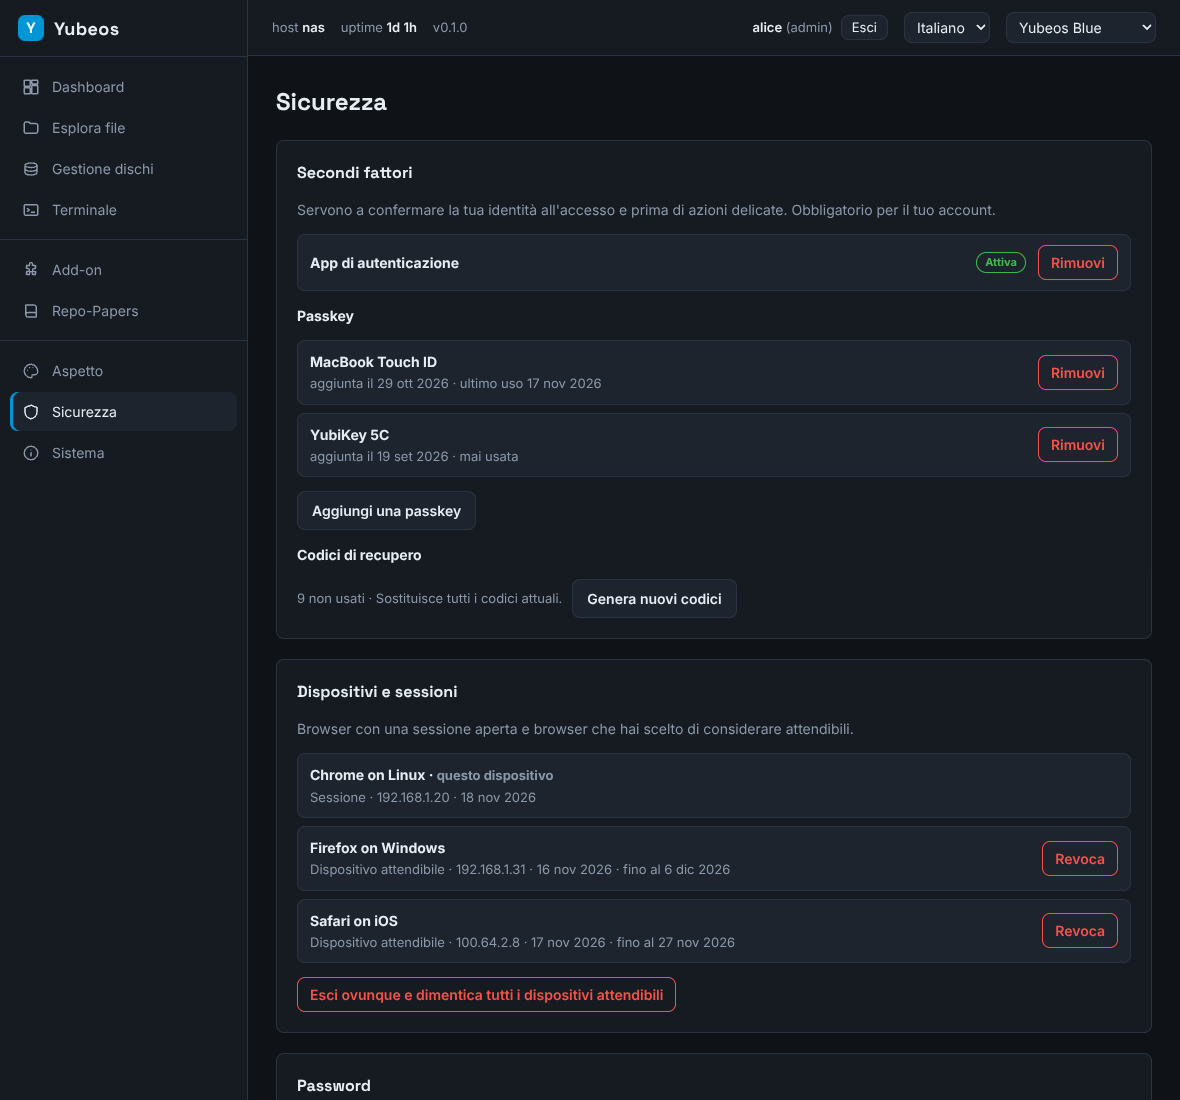 Y Yubeos
host nas uptime 1d 1h v0.1.0 alice (admin) Esci Italiano Yubeos Blue
Dashboard
Esplora file
Gestione dischi
Terminale
Add-on
Repo-Papers
Aspetto
Sicurezza
Sistema
Sicurezza
Secondi fattori
Servono a confermare la tua identità all'accesso e prima di azioni delicate. Obbligatorio per il tuo account.
App di autenticazione Attiva Rimuovi
Passkey
MacBook Touch ID
aggiunta il 29 ott 2026 · ultimo uso 17 nov 2026
Rimuovi
YubiKey 5C
aggiunta il 19 set 2026 · mai usata
Rimuovi
Aggiungi una passkey
Codici di recupero
9 non usati · Sostituisce tutti i codici attuali. Genera nuovi codici
Dispositivi e sessioni
Browser con una sessione aperta e browser che hai scelto di considerare attendibili.
Chrome on Linux · questo dispositivo
Sessione · 192.168.1.20 · 18 nov 2026
Firefox on Windows
Dispositivo attendibile · 192.168.1.31 · 16 nov 2026 · fino al 6 dic 2026
Revoca
Safari on iOS
Dispositivo attendibile · 100.64.2.8 · 17 nov 2026 · fino al 27 nov 2026
Revoca
Esci ovunque e dimentica tutti i dispositivi attendibili
Password